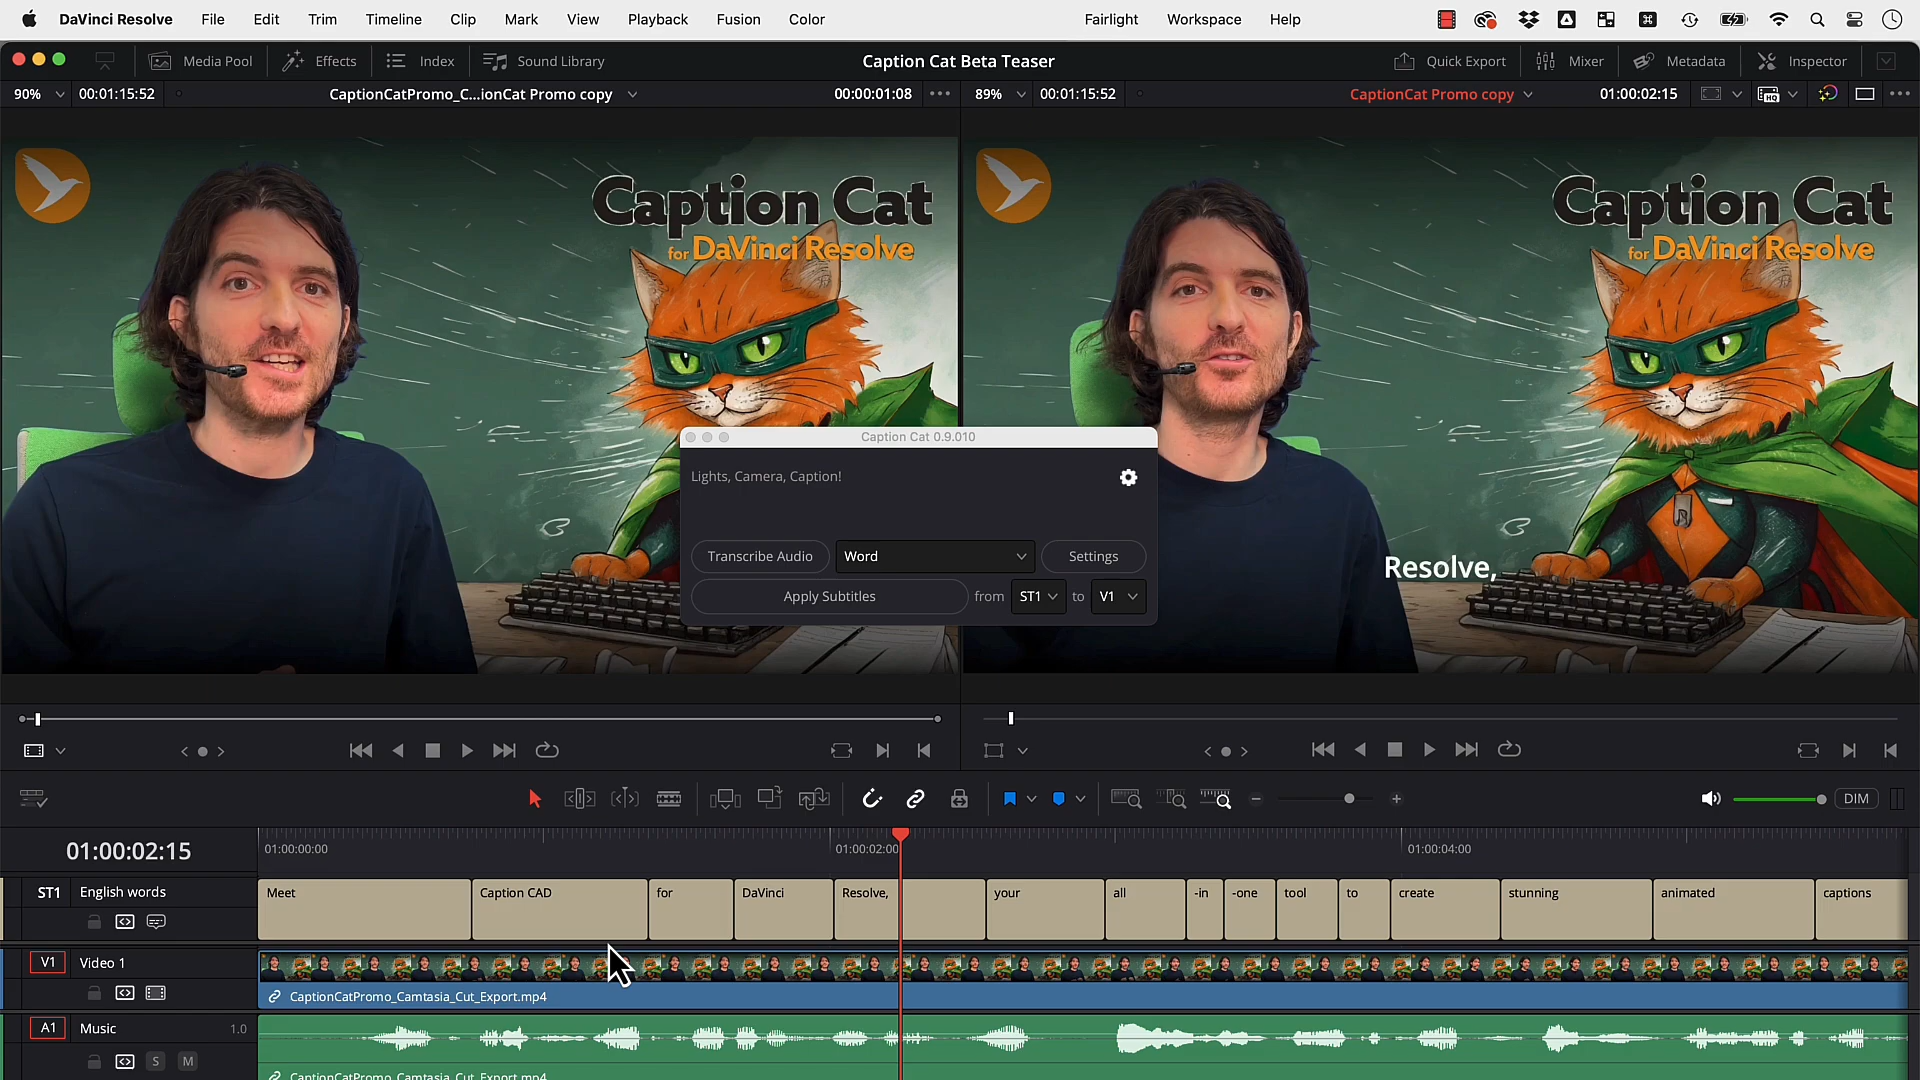 DaVinci Resolve File Edit Trim Timeline Clip Mark View Playback Fusion Color Fairlight Workspace Help
Media Pool Effects Index Sound Library Caption Cat Beta Teaser Quick Export Mixer Metadata Inspector
90% 00:01:15:52 CaptionCatPromo_C...ionCat Promo copy 00:00:01:08 89% 00:01:15:52 CaptionCat Promo copy 01:00:02:15 HQ
Caption Cat
for DaVinci Resolve
Caption Cat
for DaVinci Resolve
Caption Cat 0.9.010
Lights, Camera, Caption!
Transcribe Audio Word Settings
Apply Subtitles from ST1 to V1
Resolve,
DIM
01:00:02:15 01:00:00:00 01:00:02:00 01:00:04:00
ST1 English words Meet Caption CAD for DaVinci Resolve, your all -in -one tool to create stunning animated captions
V1 Video 1
CaptionCatPromo_Camtasia_Cut_Export.mp4
A1 Music 1.0
S M
CaptionCatPromo_Camtasia_Cut_Export.mp4